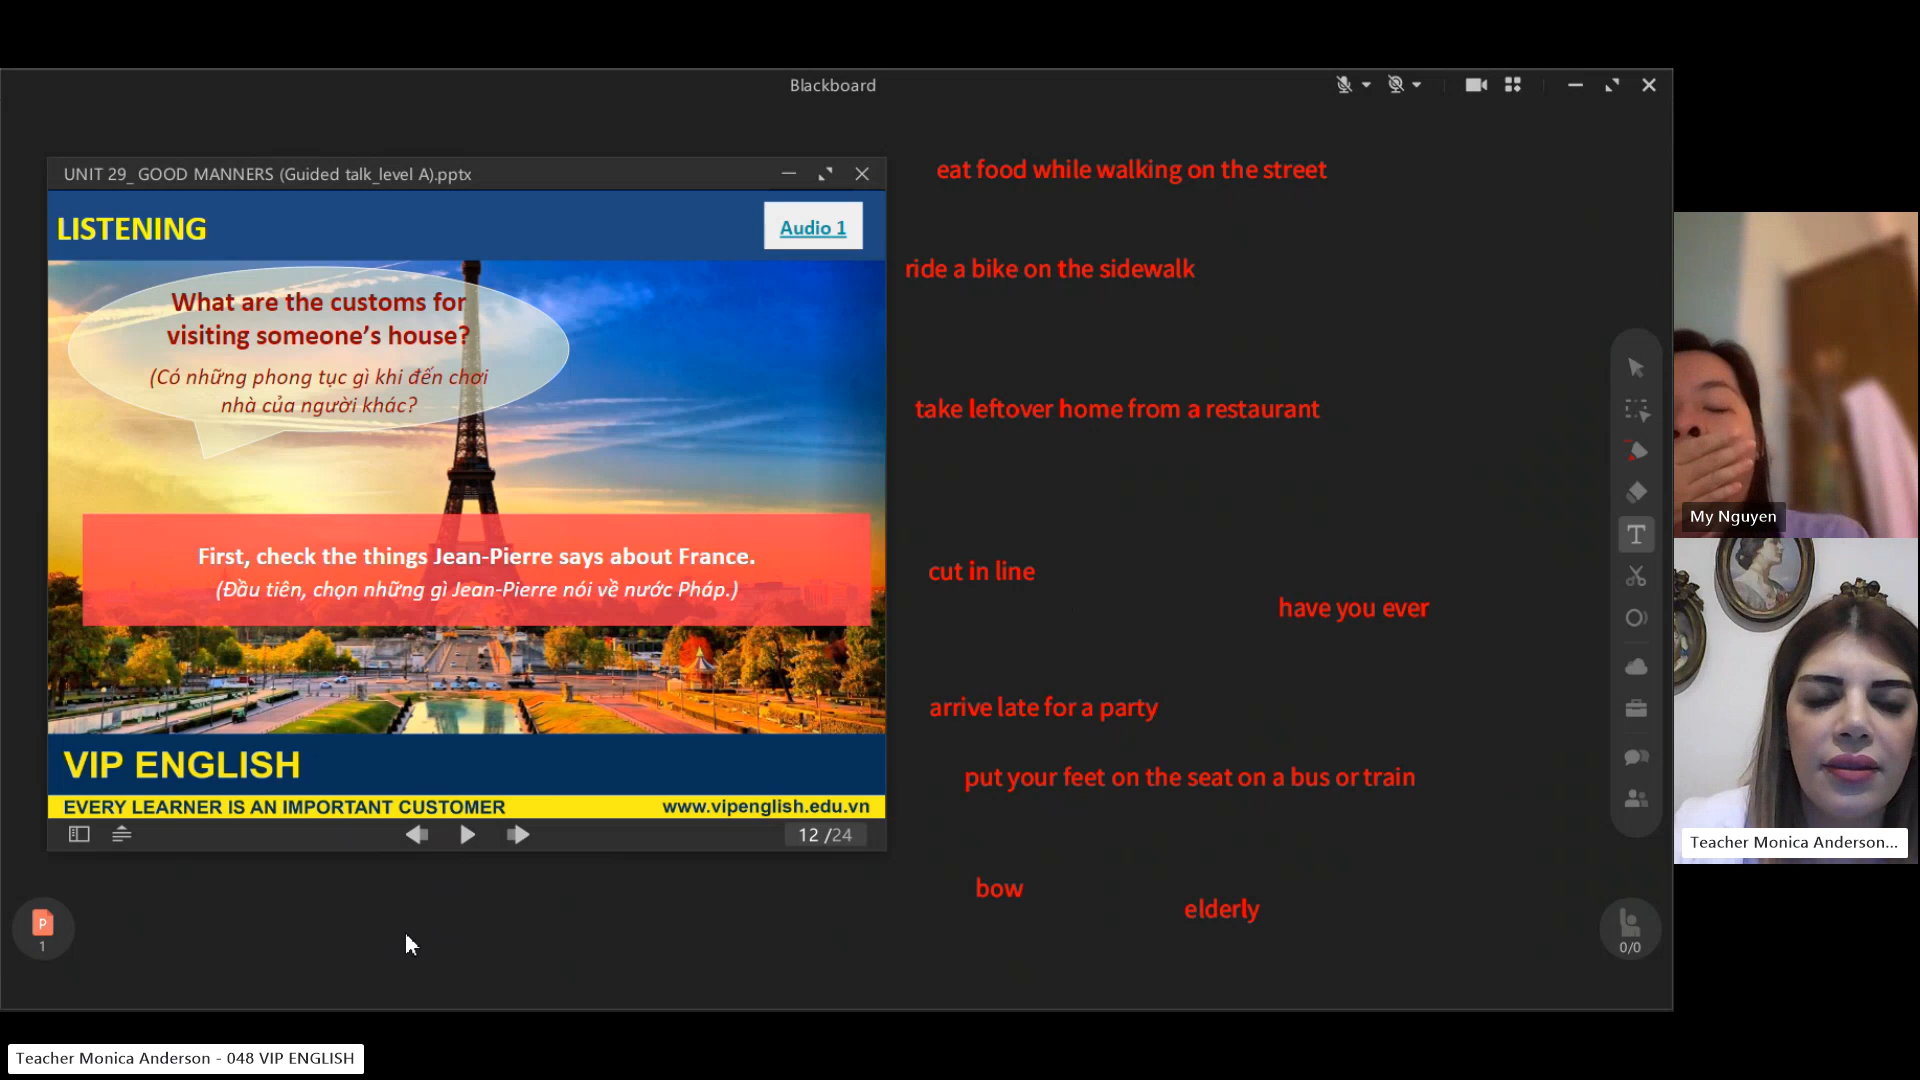 Blackboard
UNIT 29_ GOOD MANNERS (Guided talk_level A).pptx
LISTENING
Audio 1
What are the customs for
visiting someone's house?
(Có những phong tục gì khi đến chơi
nhà của người khác?
First, check the things Jean-Pierre says about France.
(Đầu tiên, chọn những gì Jean-Pierre nói về nước Pháp.)
VIP ENGLISH
EVERY LEARNER IS AN IMPORTANT CUSTOMER
www.vipenglish.edu.vn
12 /24
eat food while walking on the street
ride a bike on the sidewalk
take leftover home from a restaurant
cut in line
have you ever
arrive late for a party
put your feet on the seat on a bus or train
bow
elderly
P
1
0/0
My Nguyen
Teacher Monica Anderson...
Teacher Monica Anderson - 048 VIP ENGLISH